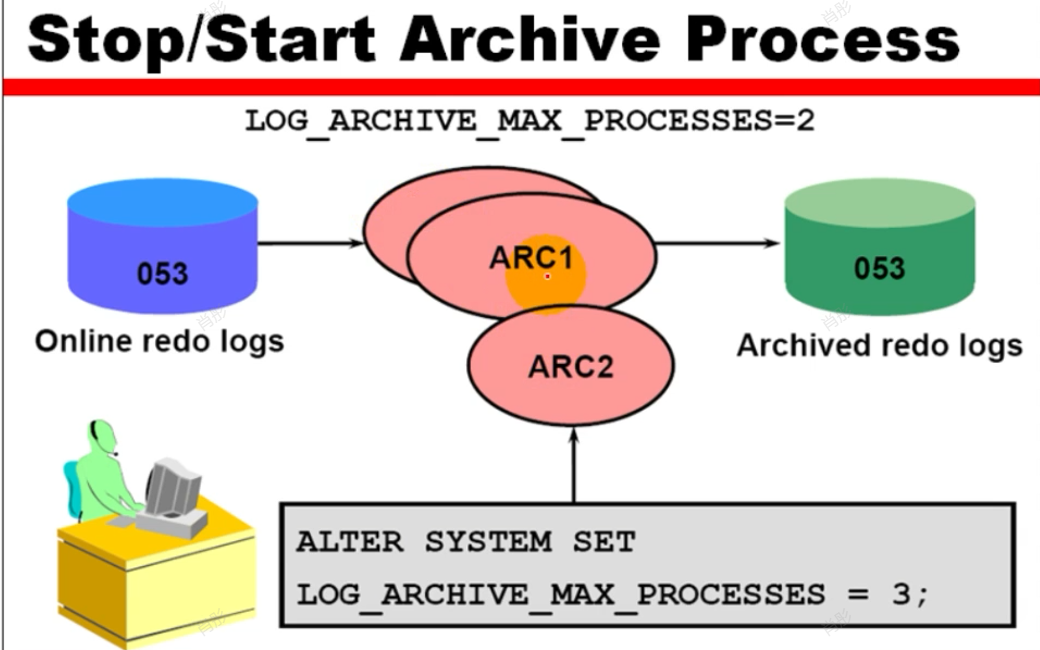 Stop/Start Archive Process
LOG_ARCHIVE_MAX_PROCESSES=2
053
Online redo logs
ARC1
ARC2
053
Archived redo logs
ALTER SYSTEM SET
LOG_ARCHIVE_MAX_PROCESSES = 3;